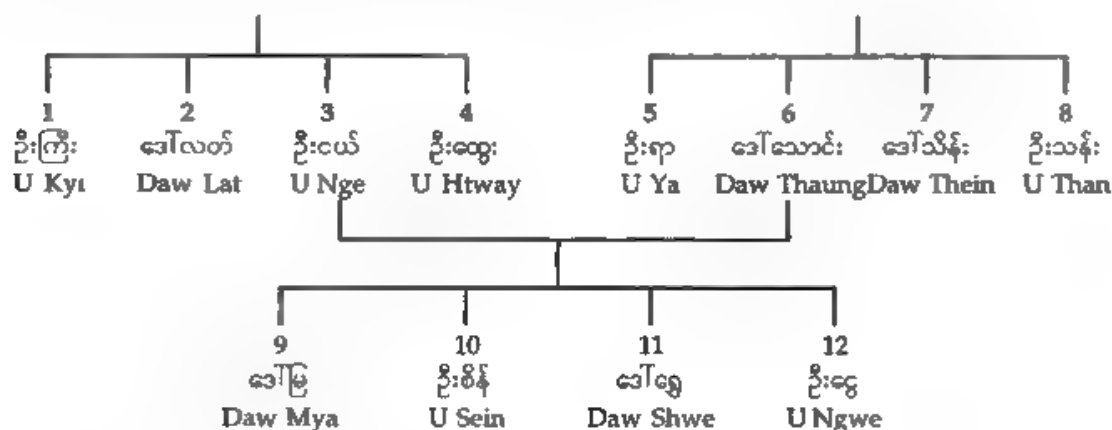 1 2 3 4 5 6 7 8
ဦးကြီး ဒေါ်လတ် ဦးငယ် ဦးထွေး ဦးရာ ဒေါ်သောင်း ဒေါ်သိန်း ဦးသန်း
U Kyi Daw Lat U Nge U Htway U Ya Daw Thaung Daw Thein U Than
9 10 11 12
ဒေါ်မြ ဦးစိန် ဒေါ်ရွှေ ဦးငွေ
Daw Mya U Sein Daw Shwe U Ngwe